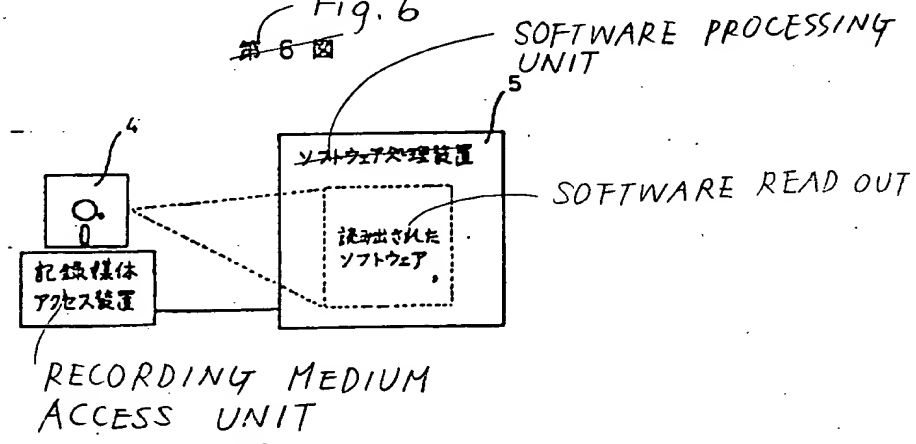 Fig. 6
第 6 図
SOFTWARE PROCESSING
UNIT
5
4
ソフトウェア処理装置
SOFTWARE READ OUT
読み出された
ソフトウェア
記録媒体
アクセス装置
RECORDING MEDIUM
ACCESS UNIT